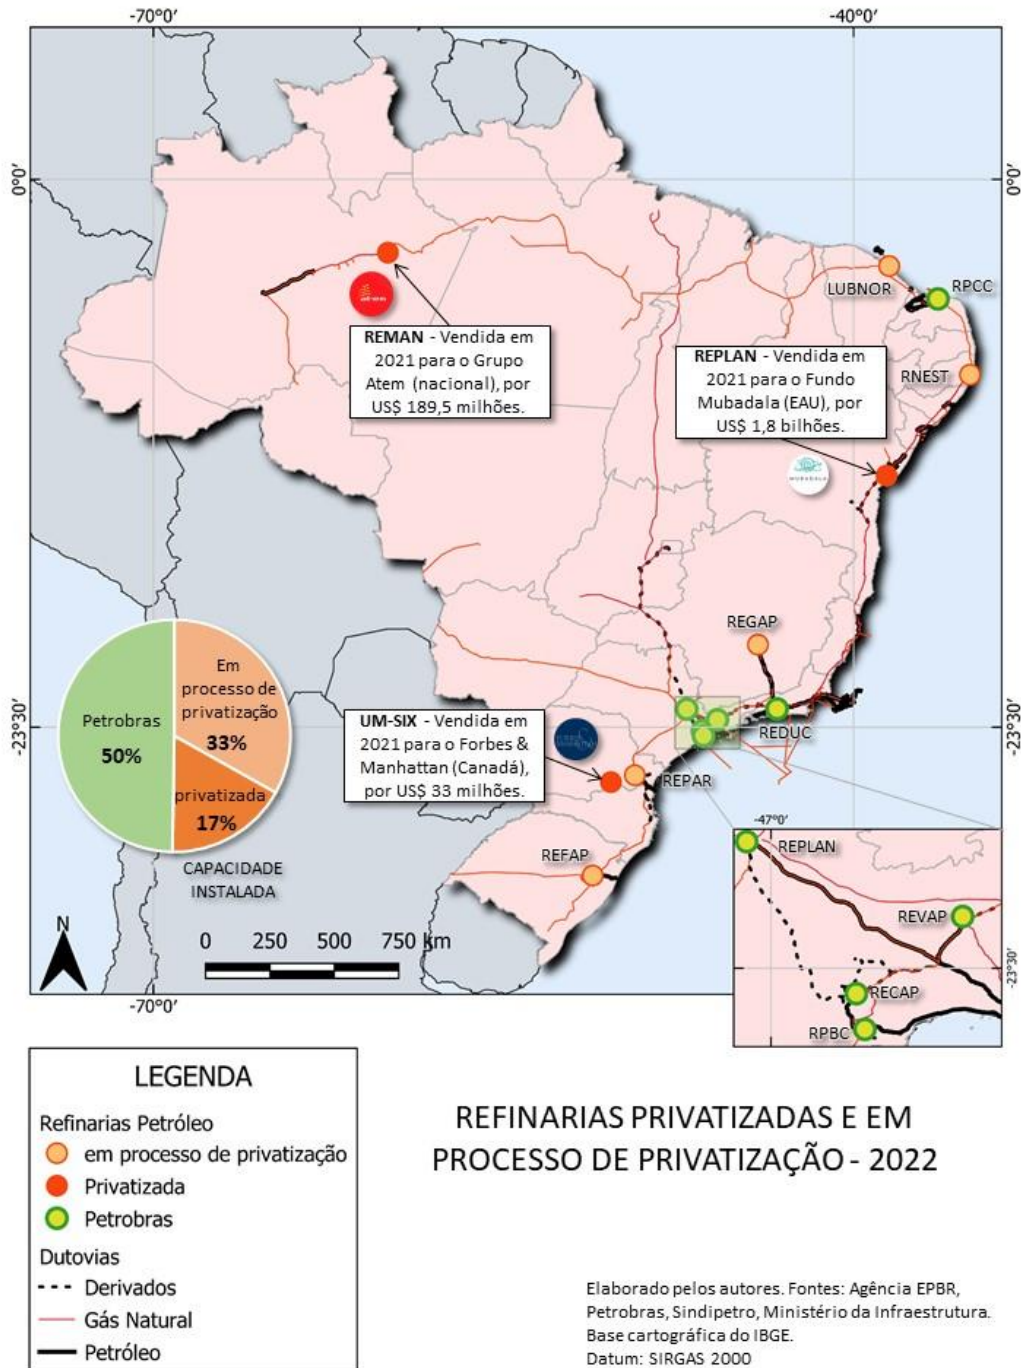 -70°0'
-40°0'
0°0'
0°0'
LUBNOR
RPCC
REMAN - Vendida em
2021 para o Grupo
Atem (nacional), por
US$ 189,5 milhões.
REPLAN - Vendida em
2021 para o Fundo
Mubadala (EAU), por
US$ 1,8 bilhões.
RNEST
MUBADALA
REGAP
Petrobras
50%
Em
processo de
privatização
33%
privatizada
17%
CAPACIDADE
INSTALADA
-23°30'
-23°30'
UM-SIX - Vendida em
2021 para o Forbes &
Manhattan (Canadá),
por US$ 33 milhões.
REDUC
REPAR
REFAP
-47°0'
REPLAN
REVAP
-23°30'
RECAP
RPBC
N
0 250 500 750 km
-70°0'
LEGENDA
Refinarias Petróleo
em processo de privatização
Privatizada
Petrobras
Dutovias
Derivados
Gás Natural
Petróleo
REFINARIAS PRIVATIZADAS E EM
PROCESSO DE PRIVATIZAÇÃO - 2022
Elaborado pelos autores. Fontes: Agência EPBR,
Petrobras, Sindipetro, Ministério da Infraestrutura.
Base cartográfica do IBGE.
Datum: SIRGAS 2000